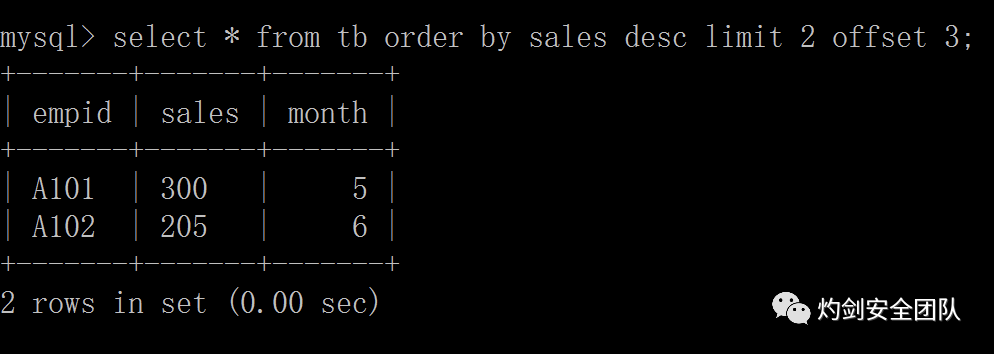 mysql> select * from tb order by sales desc limit 2 offset 3;
+-------+-------+-------+
| empid | sales | month |
+-------+-------+-------+
| A101  | 300   |     5 |
| A102  | 205   |     6 |
+-------+-------+-------+
2 rows in set (0.00 sec)
灼剑安全团队